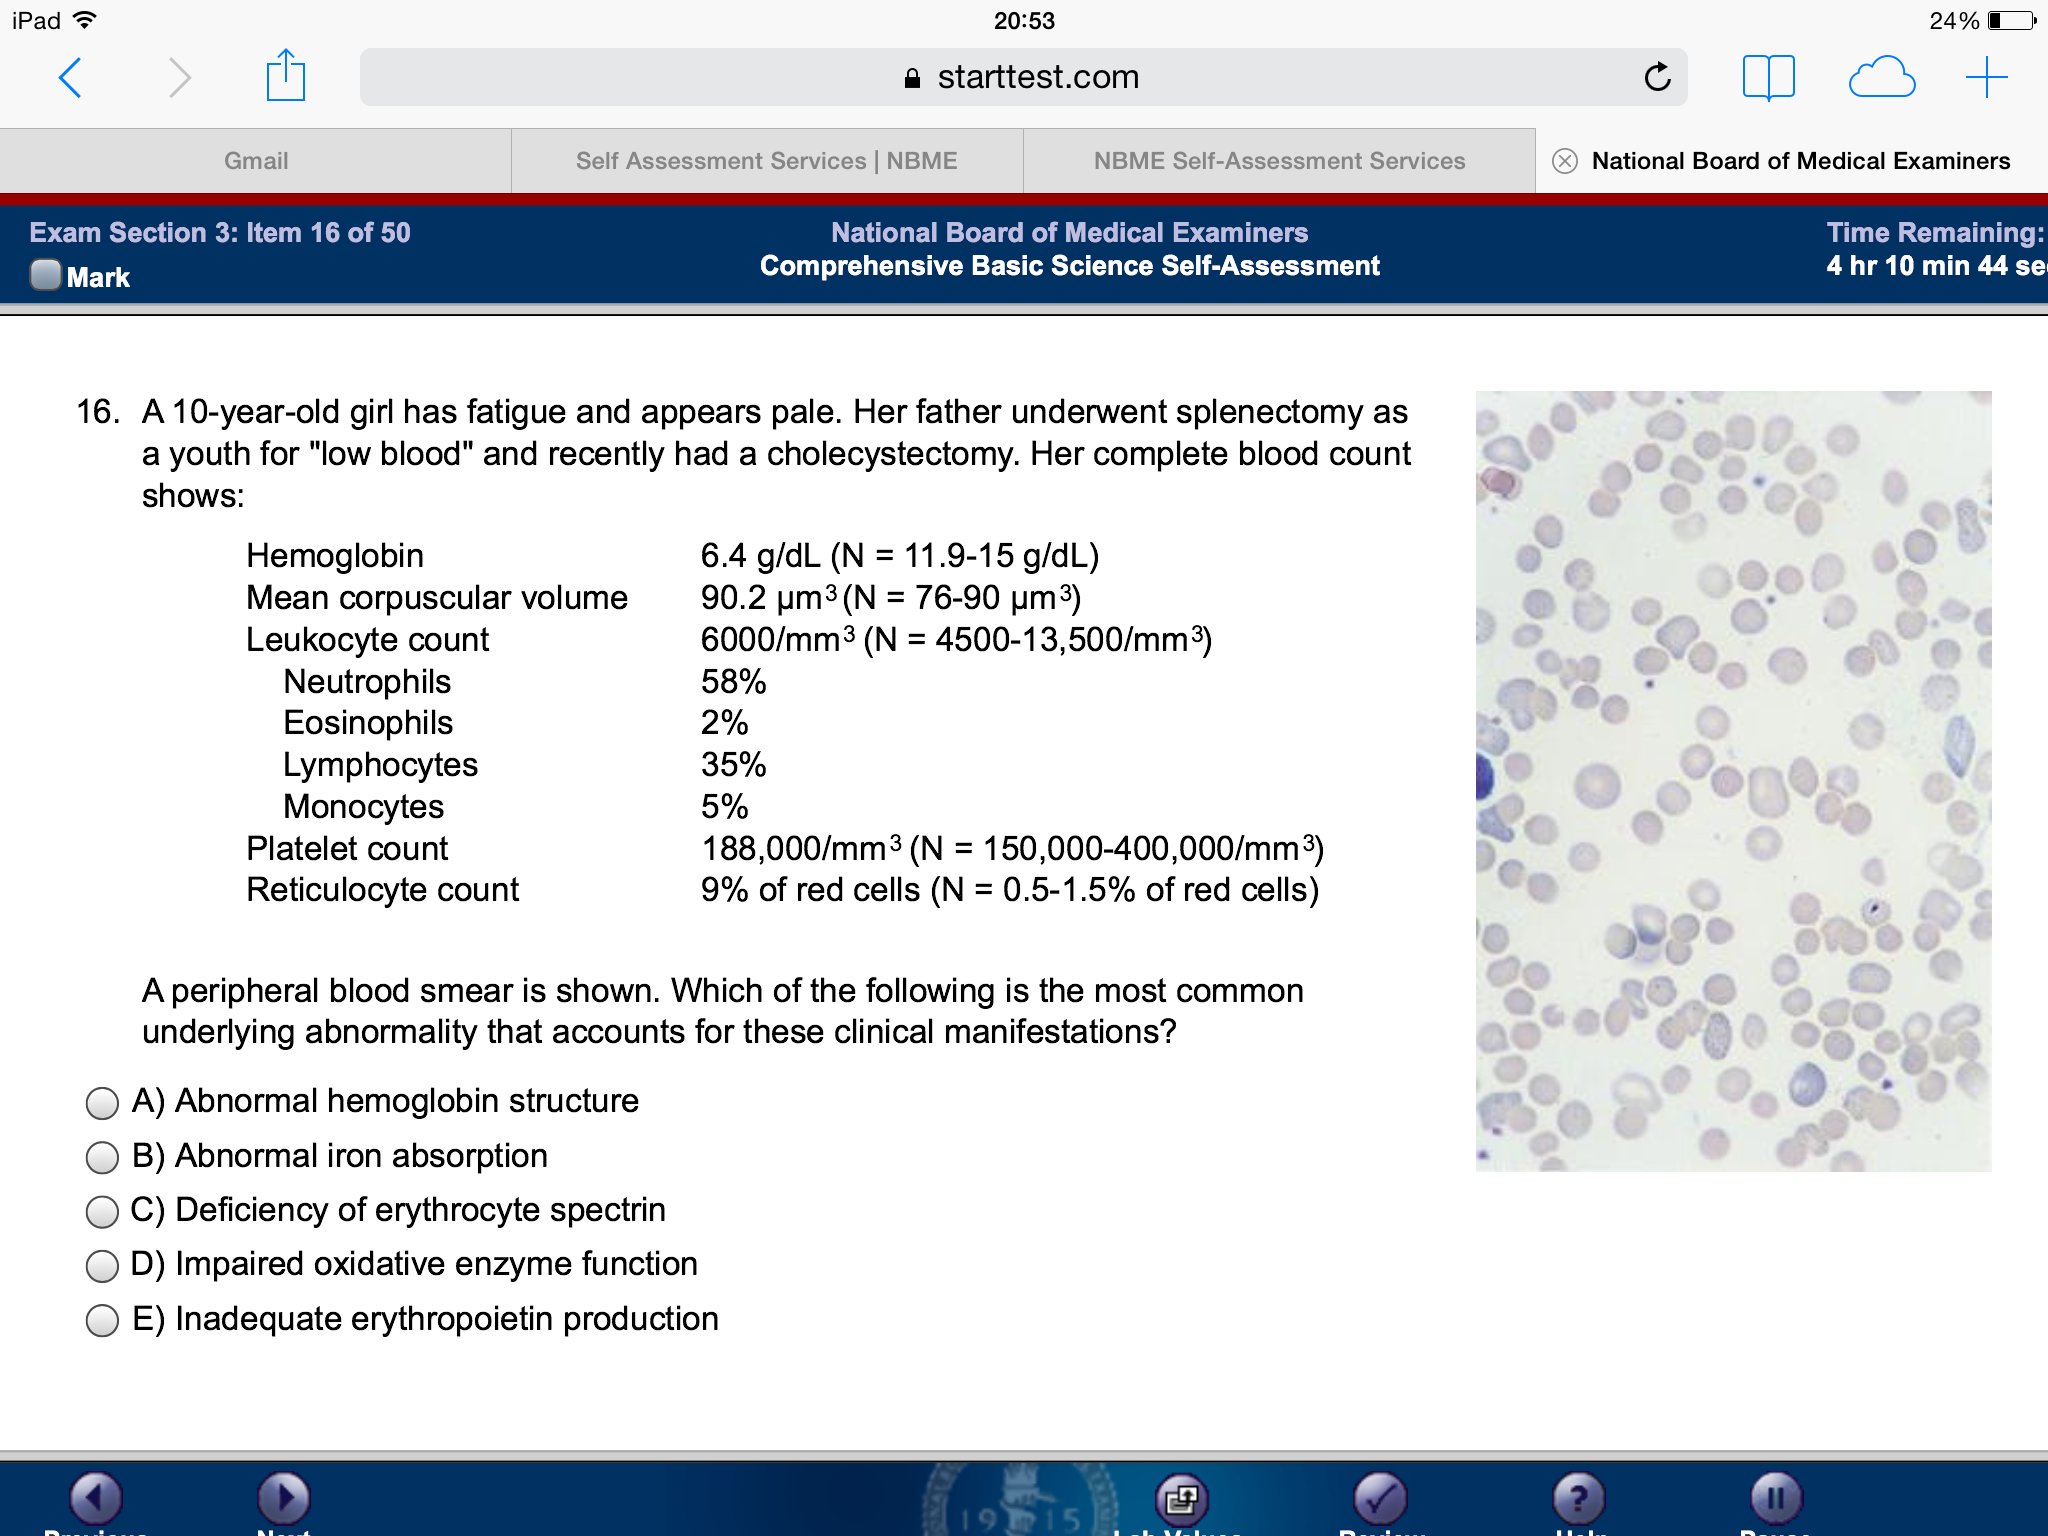 iPad
20:53
24%
starttest.com
Gmail
Self Assessment Services | NBME
NBME Self-Assessment Services
National Board of Medical Examiners
Exam Section 3: Item 16 of 50
National Board of Medical Examiners
Time Remaining:
Mark
Comprehensive Basic Science Self-Assessment
4 hr 10 min 44 se
16. A 10-year-old girl has fatigue and appears pale. Her father underwent splenectomy as
a youth for "low blood" and recently had a cholecystectomy. Her complete blood count
shows:
Hemoglobin 6.4 g/dL (N = 11.9-15 g/dL)
Mean corpuscular volume 90.2 µm³ (N = 76-90 µm³)
Leukocyte count 6000/mm³ (N = 4500-13,500/mm³)
Neutrophils 58%
Eosinophils 2%
Lymphocytes 35%
Monocytes 5%
Platelet count 188,000/mm³ (N = 150,000-400,000/mm³)
Reticulocyte count 9% of red cells (N = 0.5-1.5% of red cells)
A peripheral blood smear is shown. Which of the following is the most common
underlying abnormality that accounts for these clinical manifestations?
A) Abnormal hemoglobin structure
B) Abnormal iron absorption
C) Deficiency of erythrocyte spectrin
D) Impaired oxidative enzyme function
E) Inadequate erythropoietin production
19 15